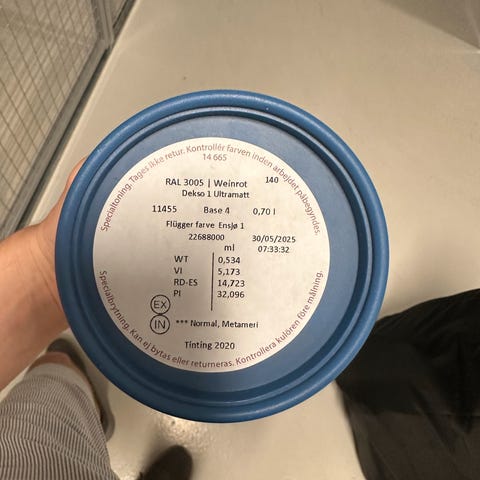 Specialtoning. Tages ikke retur. Kontrollér farven inden arbejdet påbegyndes.
14 665
RAL 3005 | Weinrot 140
Dekso 1 Ultramatt
11455 Base 4 0,70 l
Flügger farve Ensjø 1
22688000 30/05/2025
ml 07:33:32
WT 0,534
VI 5,173
RD-ES 14,723
PI 32,096
EX
IN *** Normal, Metameri
Tinting 2020
Specialbrytning. Kan ej bytas eller returneras. Kontrollera kulören före målning.